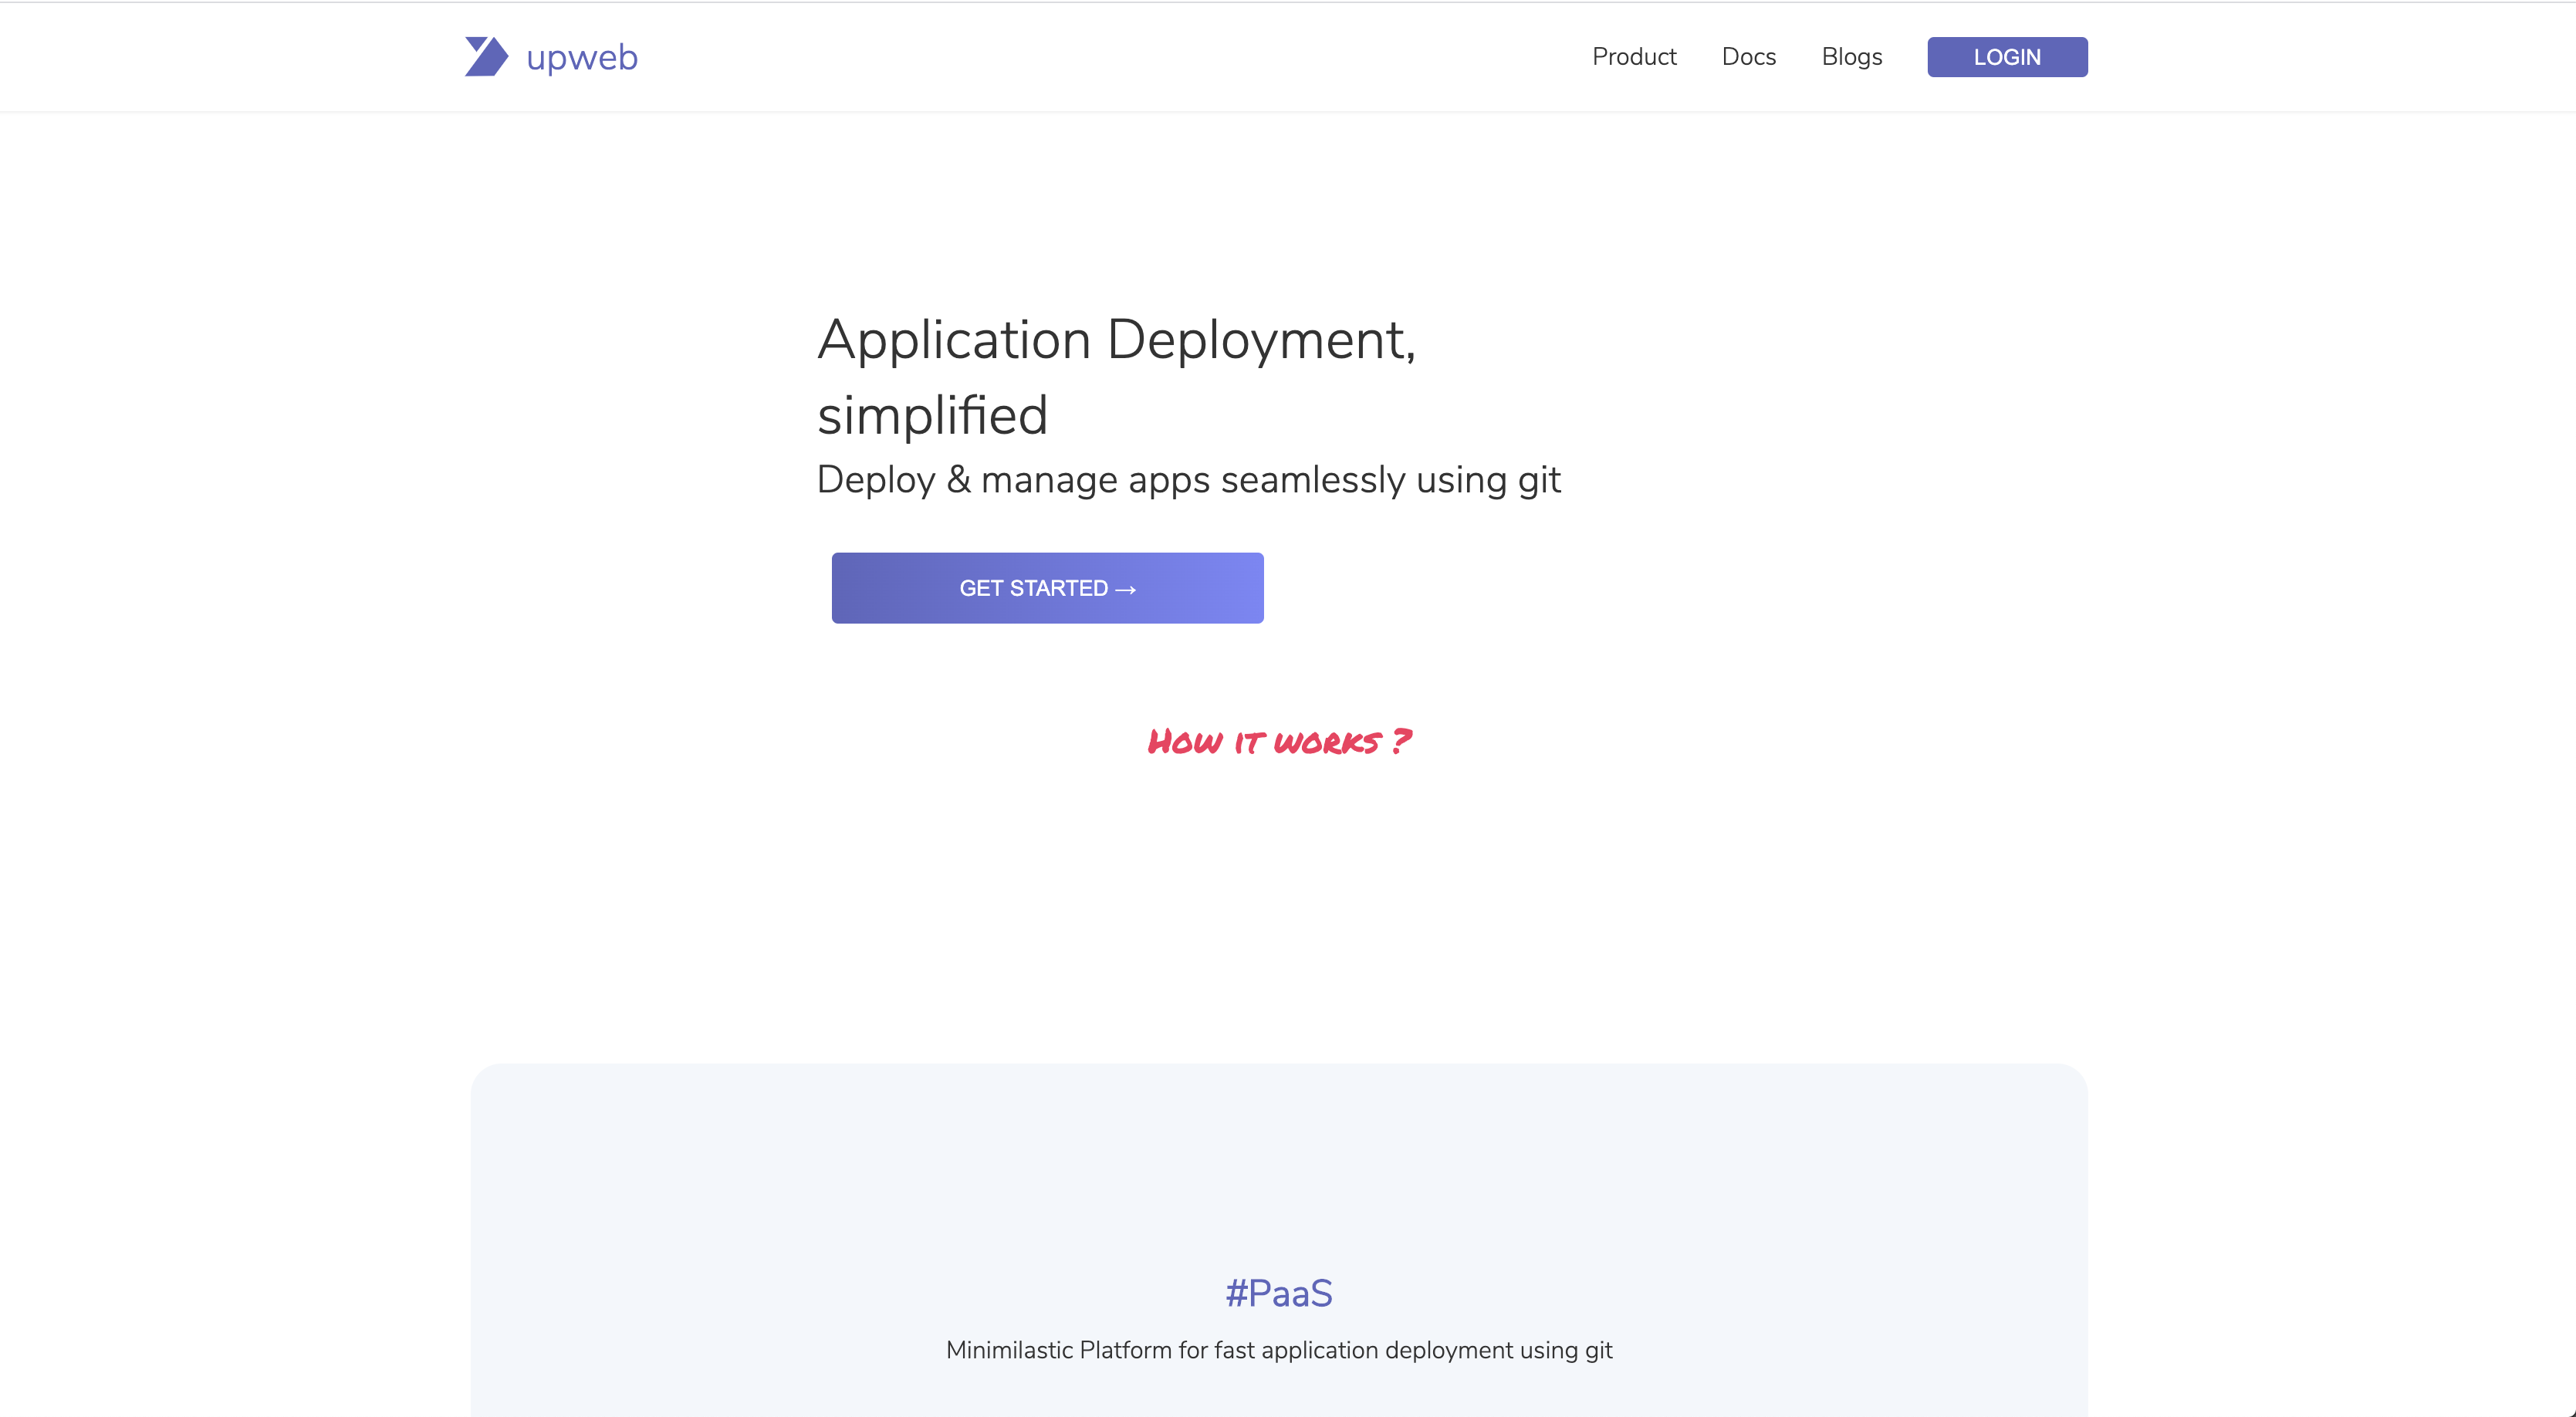 upweb
Product
Docs
Blogs
LOGIN
Application Deployment,
simplified
Deploy & manage apps seamlessly using git
GET STARTED →
How it works ?
#PaaS
Minimilastic Platform for fast application deployment using git